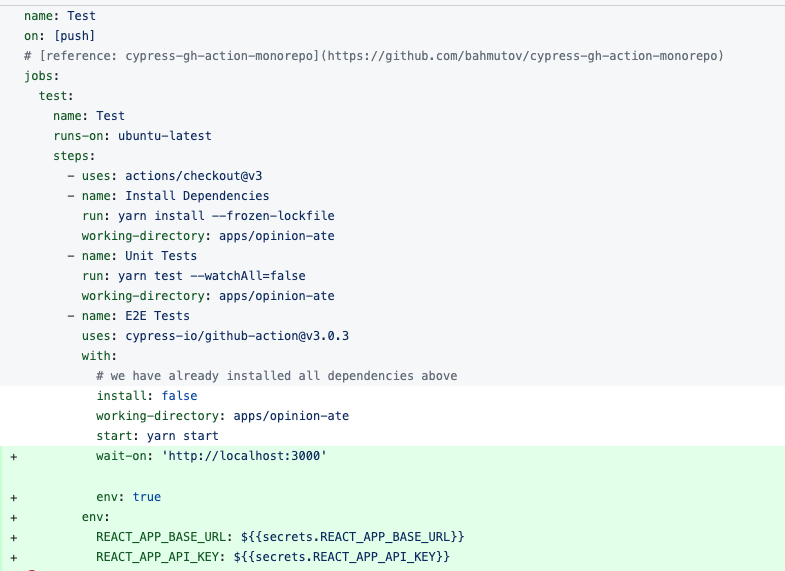 name: Test
on: [push]
# [reference: cypress-gh-action-monorepo](https://github.com/bahmutov/cypress-gh-action-monorepo)
jobs:
  test:
    name: Test
    runs-on: ubuntu-latest
    steps:
      - uses: actions/checkout@v3
      - name: Install Dependencies
        run: yarn install --frozen-lockfile
        working-directory: apps/opinion-ate
      - name: Unit Tests
        run: yarn test --watchAll=false
        working-directory: apps/opinion-ate
      - name: E2E Tests
        uses: cypress-io/github-action@v3.0.3
        with:
          # we have already installed all dependencies above
          install: false
          working-directory: apps/opinion-ate
          start: yarn start
+          wait-on: 'http://localhost:3000'
+          env: true
+        env:
+          REACT_APP_BASE_URL: ${{secrets.REACT_APP_BASE_URL}}
+          REACT_APP_API_KEY: ${{secrets.REACT_APP_API_KEY}}